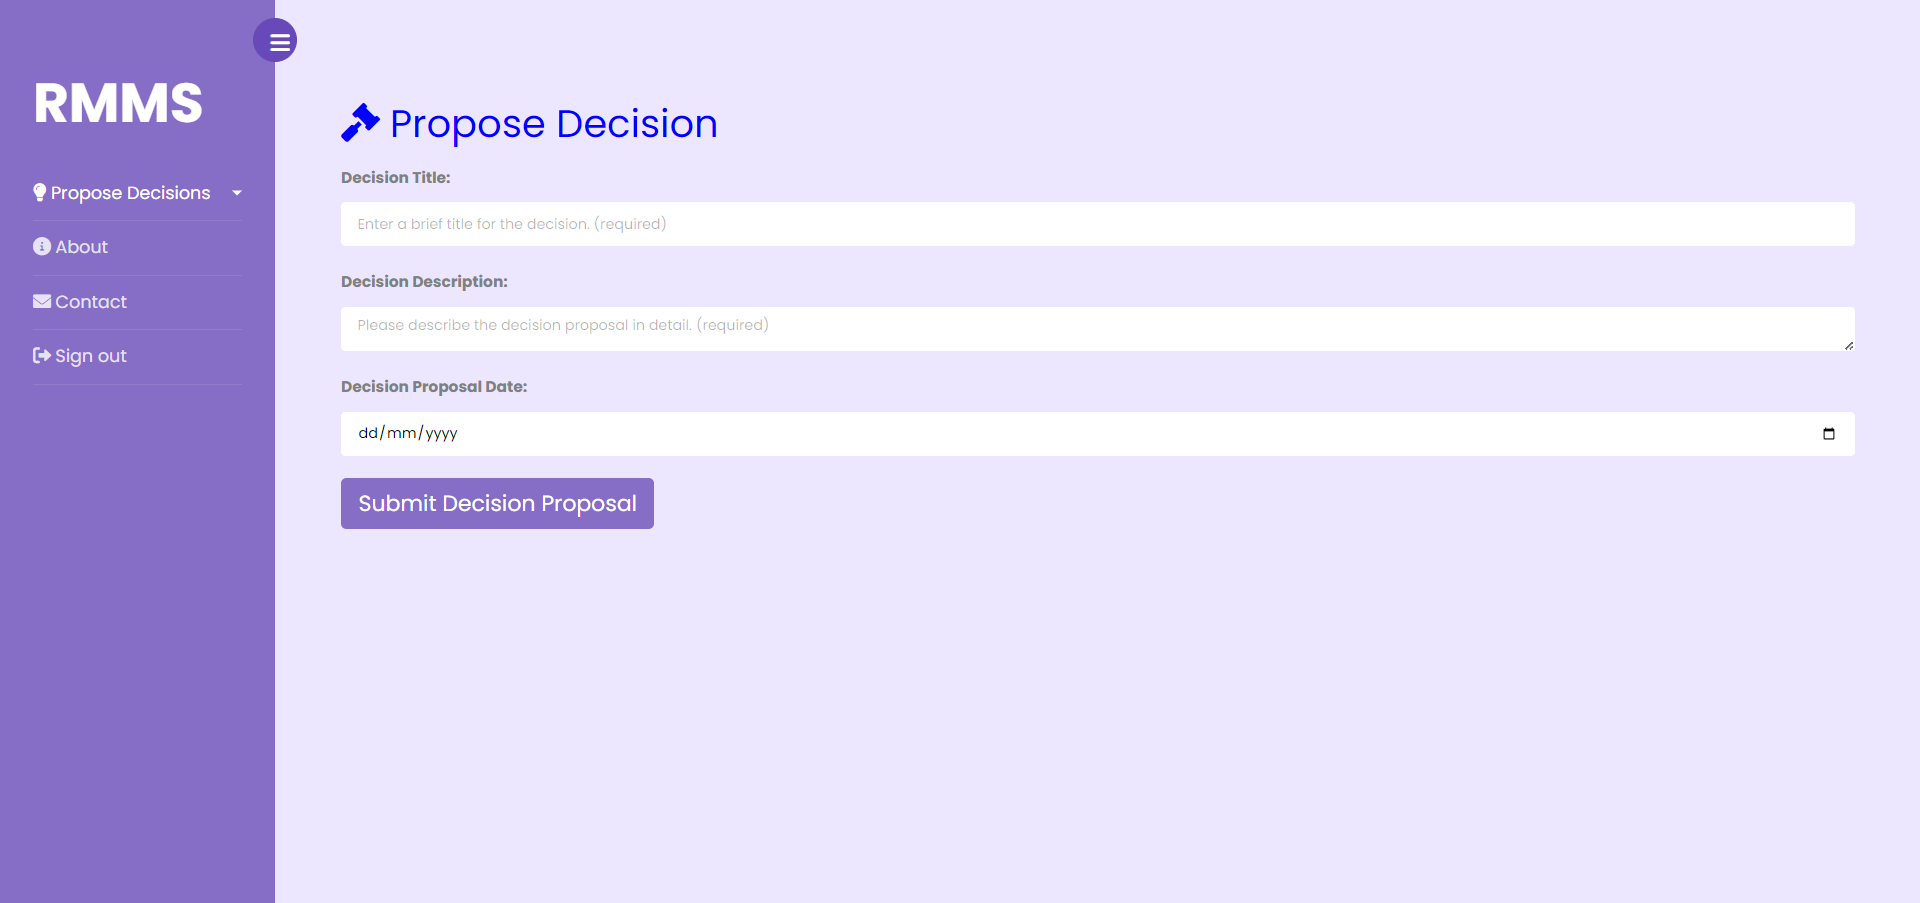 RMMS
Propose Decisions
About
Contact
Sign out
Propose Decision
Decision Title:
Enter a brief title for the decision. (required)
Decision Description:
Please describe the decision proposal in detail. (required)
Decision Proposal Date:
dd/mm/yyyy
Submit Decision Proposal